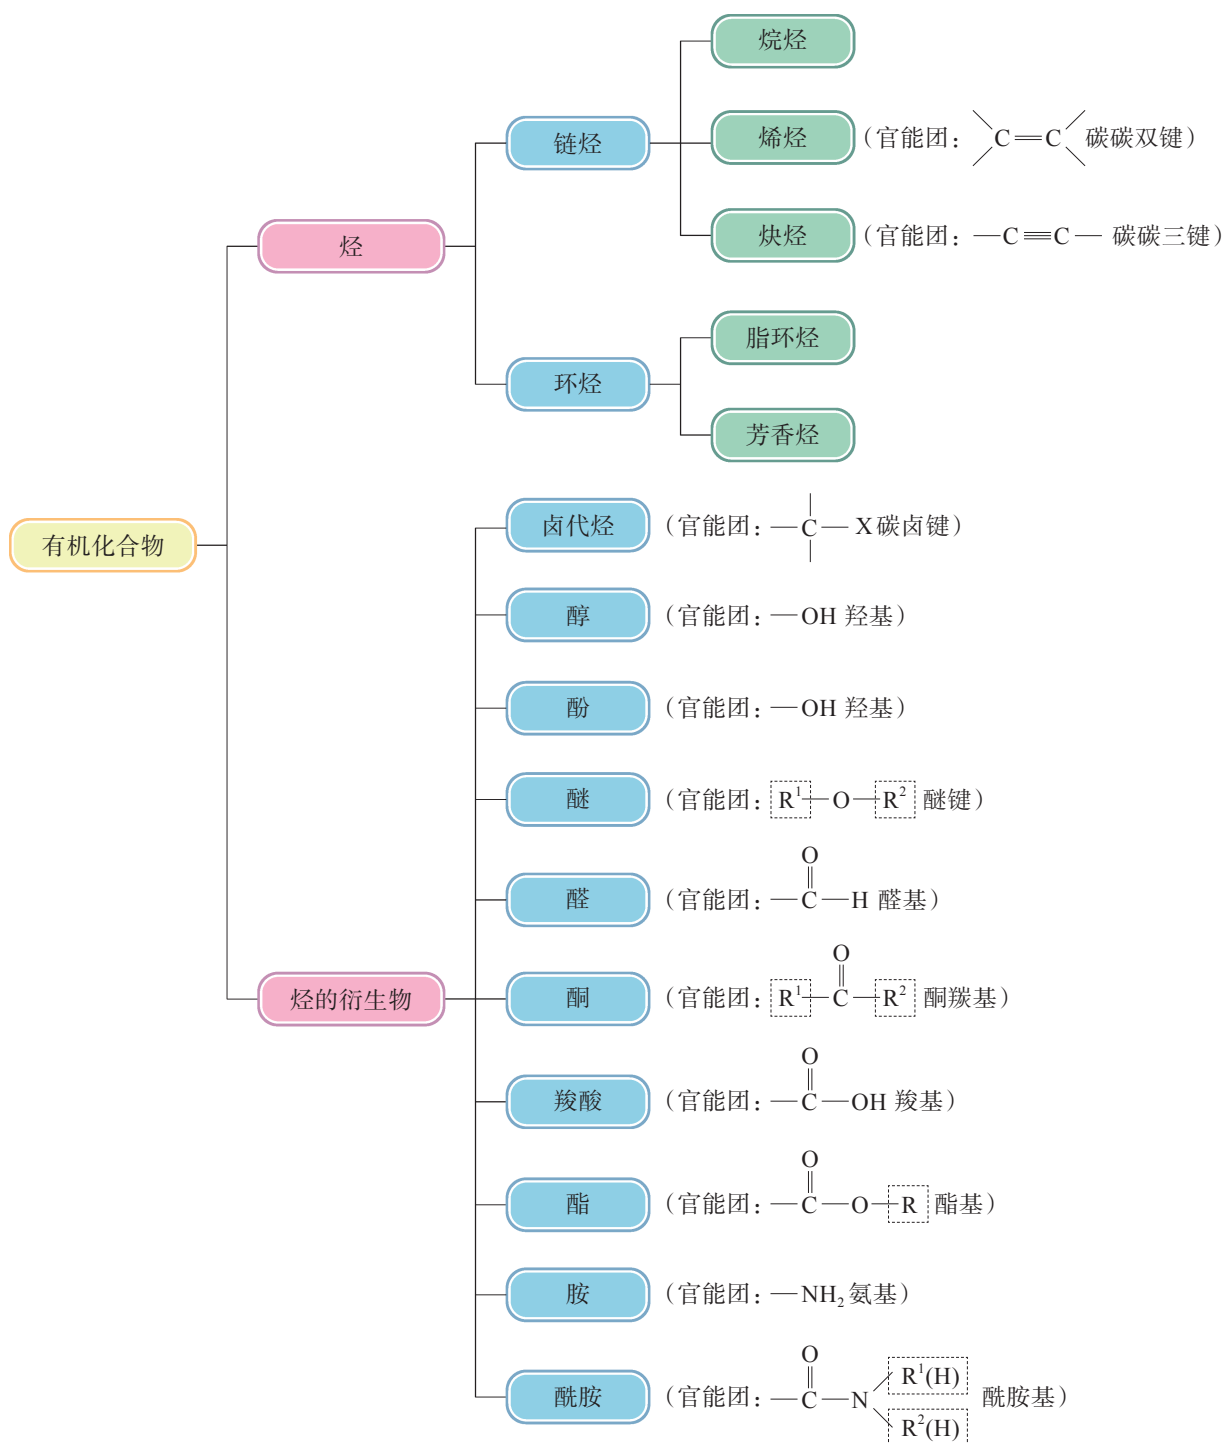 有机化合物
烃
链烃
烷烃
烯烃 (官能团: C=C 碳碳双键)
炔烃 (官能团: —C≡C— 碳碳三键)
环烃
脂环烃
芳香烃
烃的衍生物
卤代烃 (官能团: —C—X碳卤键)
醇 (官能团: —OH 羟基)
酚 (官能团: —OH 羟基)
醚 (官能团: R¹—O—R² 醚键)
O
醛 (官能团: —C—H 醛基)
O
酮 (官能团: R¹—C—R² 酮羰基)
O
羧酸 (官能团: —C—OH 羧基)
O
酯 (官能团: —C—O—R 酯基)
胺 (官能团: —NH₂氨基)
O
R¹(H)
酰胺 (官能团: —C—N 酰胺基)
R²(H)